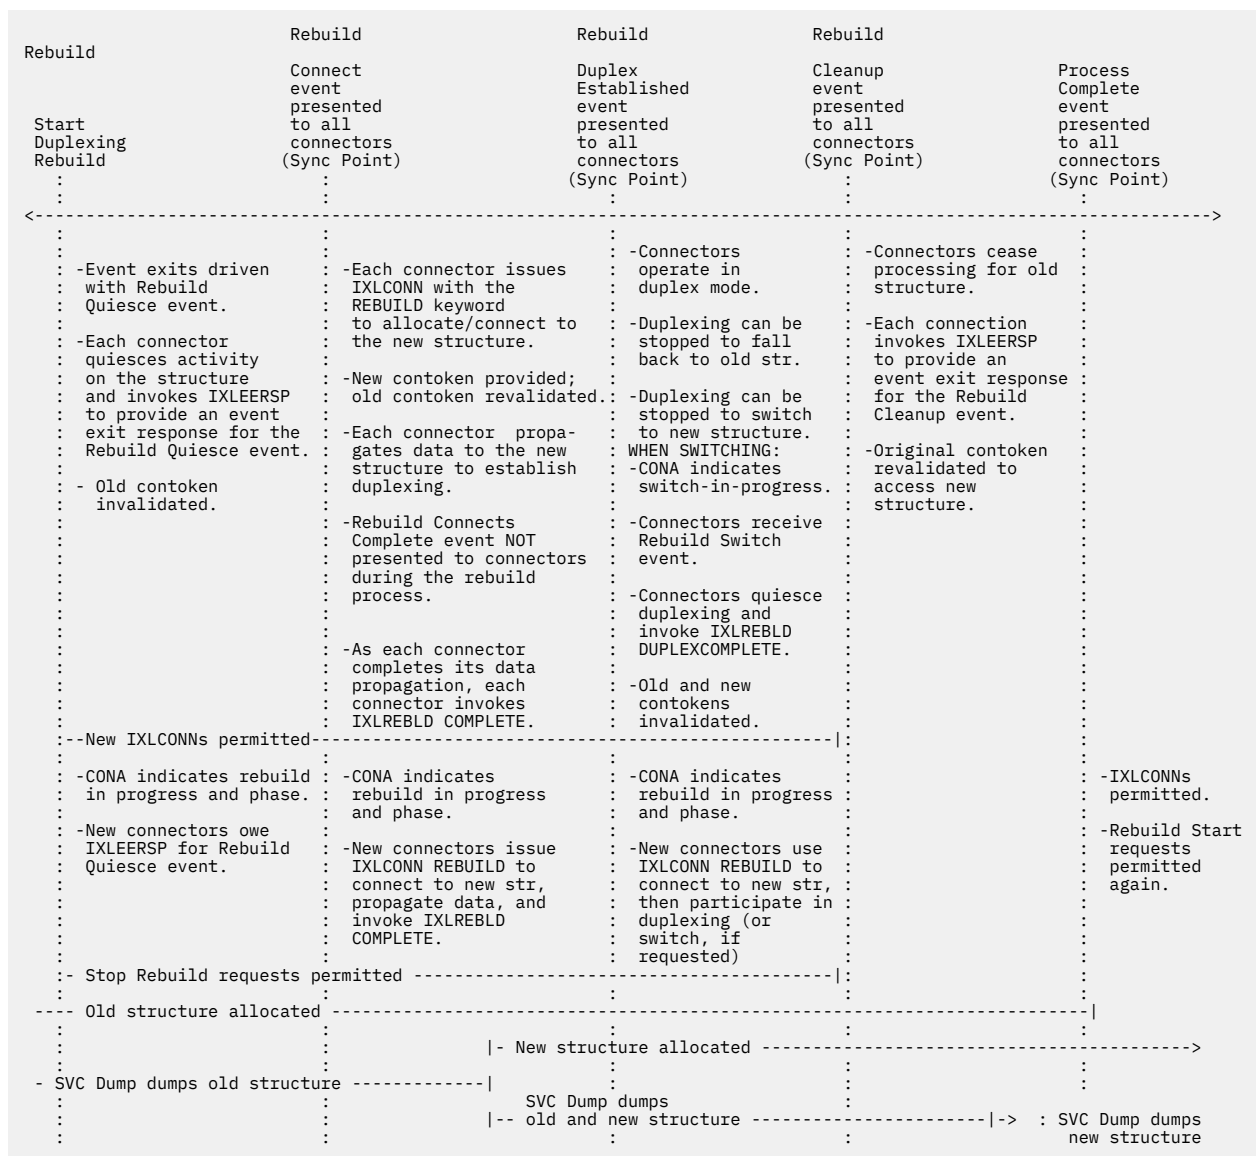 Rebuild                     Rebuild                Rebuild
Rebuild
                          Connect                     Duplex                 Cleanup                 Process
                          event                       Established            event                   Complete
                          presented                   event                  presented               event
 Start                    to all                      presented              to all                  presented
 Duplexing                connectors                  to all                 connectors              to all
 Rebuild                 (Sync Point)                 connectors            (Sync Point)             connectors
   :                         :                       (Sync Point)               :                   (Sync Point)
   :                         :                           :                      :                      :
<------------------------------------------------------------------------------------------------------------------->
   :                         :                           :                      :                      :
   :                         :                           : -Connectors          : -Connectors cease    :
   : -Event exits driven     : -Each connector issues    :  operate in          :  processing for old  :
   :  with Rebuild           :  IXLCONN with the         :  duplex mode.        :  structure.          :
   :  Quiesce event.         :  REBUILD keyword          :                      :                      :
   :                         :  to allocate/connect to   : -Duplexing can be    : -Each connection     :
   : -Each connector         :  the new structure.       :  stopped to fall     :  invokes IXLEERSP    :
   :  quiesces activity      :                           :  back to old str.    :  to provide an       :
   :  on the structure       : -New contoken provided;   :                      :  event exit response :
   :  and invokes IXLEERSP   :  old contoken revalidated.: -Duplexing can be    :  for the Rebuild     :
   :  to provide an event    :                           :  stopped to switch   :  Cleanup event.      :
   :  exit response for the  : -Each connector  propa-   :  to new structure.   :                      :
   :  Rebuild Quiesce event. :  gates data to the new    : WHEN SWITCHING:      : -Original contoken   :
   :                         :  structure to establish   : -CONA indicates      :  revalidated to      :
   : - Old contoken          :  duplexing.               :  switch-in-progress. :  access new          :
   :   invalidated.          :                           :                      :  structure.          :
   :                         : -Rebuild Connects         : -Connectors receive  :                      :
   :                         :  Complete event NOT       :  Rebuild Switch      :                      :
   :                         :  presented to connectors  :  event.              :                      :
   :                         :  during the rebuild       :                      :                      :
   :                         :  process.                 : -Connectors quiesce  :                      :
   :                         :                           :  duplexing and       :                      :
   :                         :                           :  invoke IXLREBLD     :                      :
   :                         : -As each connector        :  DUPLEXCOMPLETE.     :                      :
   :                         :  completes its data       :                      :                      :
   :                         :  propagation, each        : -Old and new         :                      :
   :                         :  connector invokes        :  contokens           :                      :
   :                         :  IXLREBLD COMPLETE.       :  invalidated.        :                      :
   :--New IXLCONNs permitted---------------------------------------------------|:                      :
   :                         :                           :                      :                      :
   : -CONA indicates rebuild : -CONA indicates           : -CONA indicates      :                      : -IXLCONNs
   :  in progress and phase. :  rebuild in progress      :  rebuild in progress :                      :  permitted.
   :                         :  and phase.               :  and phase.          :                      :
   : -New connectors owe     :                           :                      :                      : -Rebuild Start
   :  IXLEERSP for Rebuild   : -New connectors issue     : -New connectors use  :                      :  requests
   :  Quiesce event.         :  IXLCONN REBUILD to       :  IXLCONN REBUILD to  :                      :  permitted
   :                         :  connect to new str,      :  connect to new str, :                      :  again.
   :                         :  propagate data, and      :  then participate in :                      :
   :                         :  invoke IXLREBLD          :  duplexing (or       :                      :
   :                         :  COMPLETE.                :  switch, if          :                      :
   :                         :                           :  requested)          :                      :
   :- Stop Rebuild requests permitted -----------------------------------------|:                      :
   :                         :                           :                      :                      :
 ---- Old structure allocated --------------------------------------------------------------------------|
   :                         :                           :                      :                      :
   :                         :               |- New structure allocated ------------------------------------------>
   :                         :                           :                      :                      :
 - SVC Dump dumps old structure -------------|           :                      :                      :
   :                         :                   SVC Dump dumps                 :
   :                         :               |-- old and new structure -----------------------|->  : SVC Dump dumps
   :                         :                           :                      :                     new structure